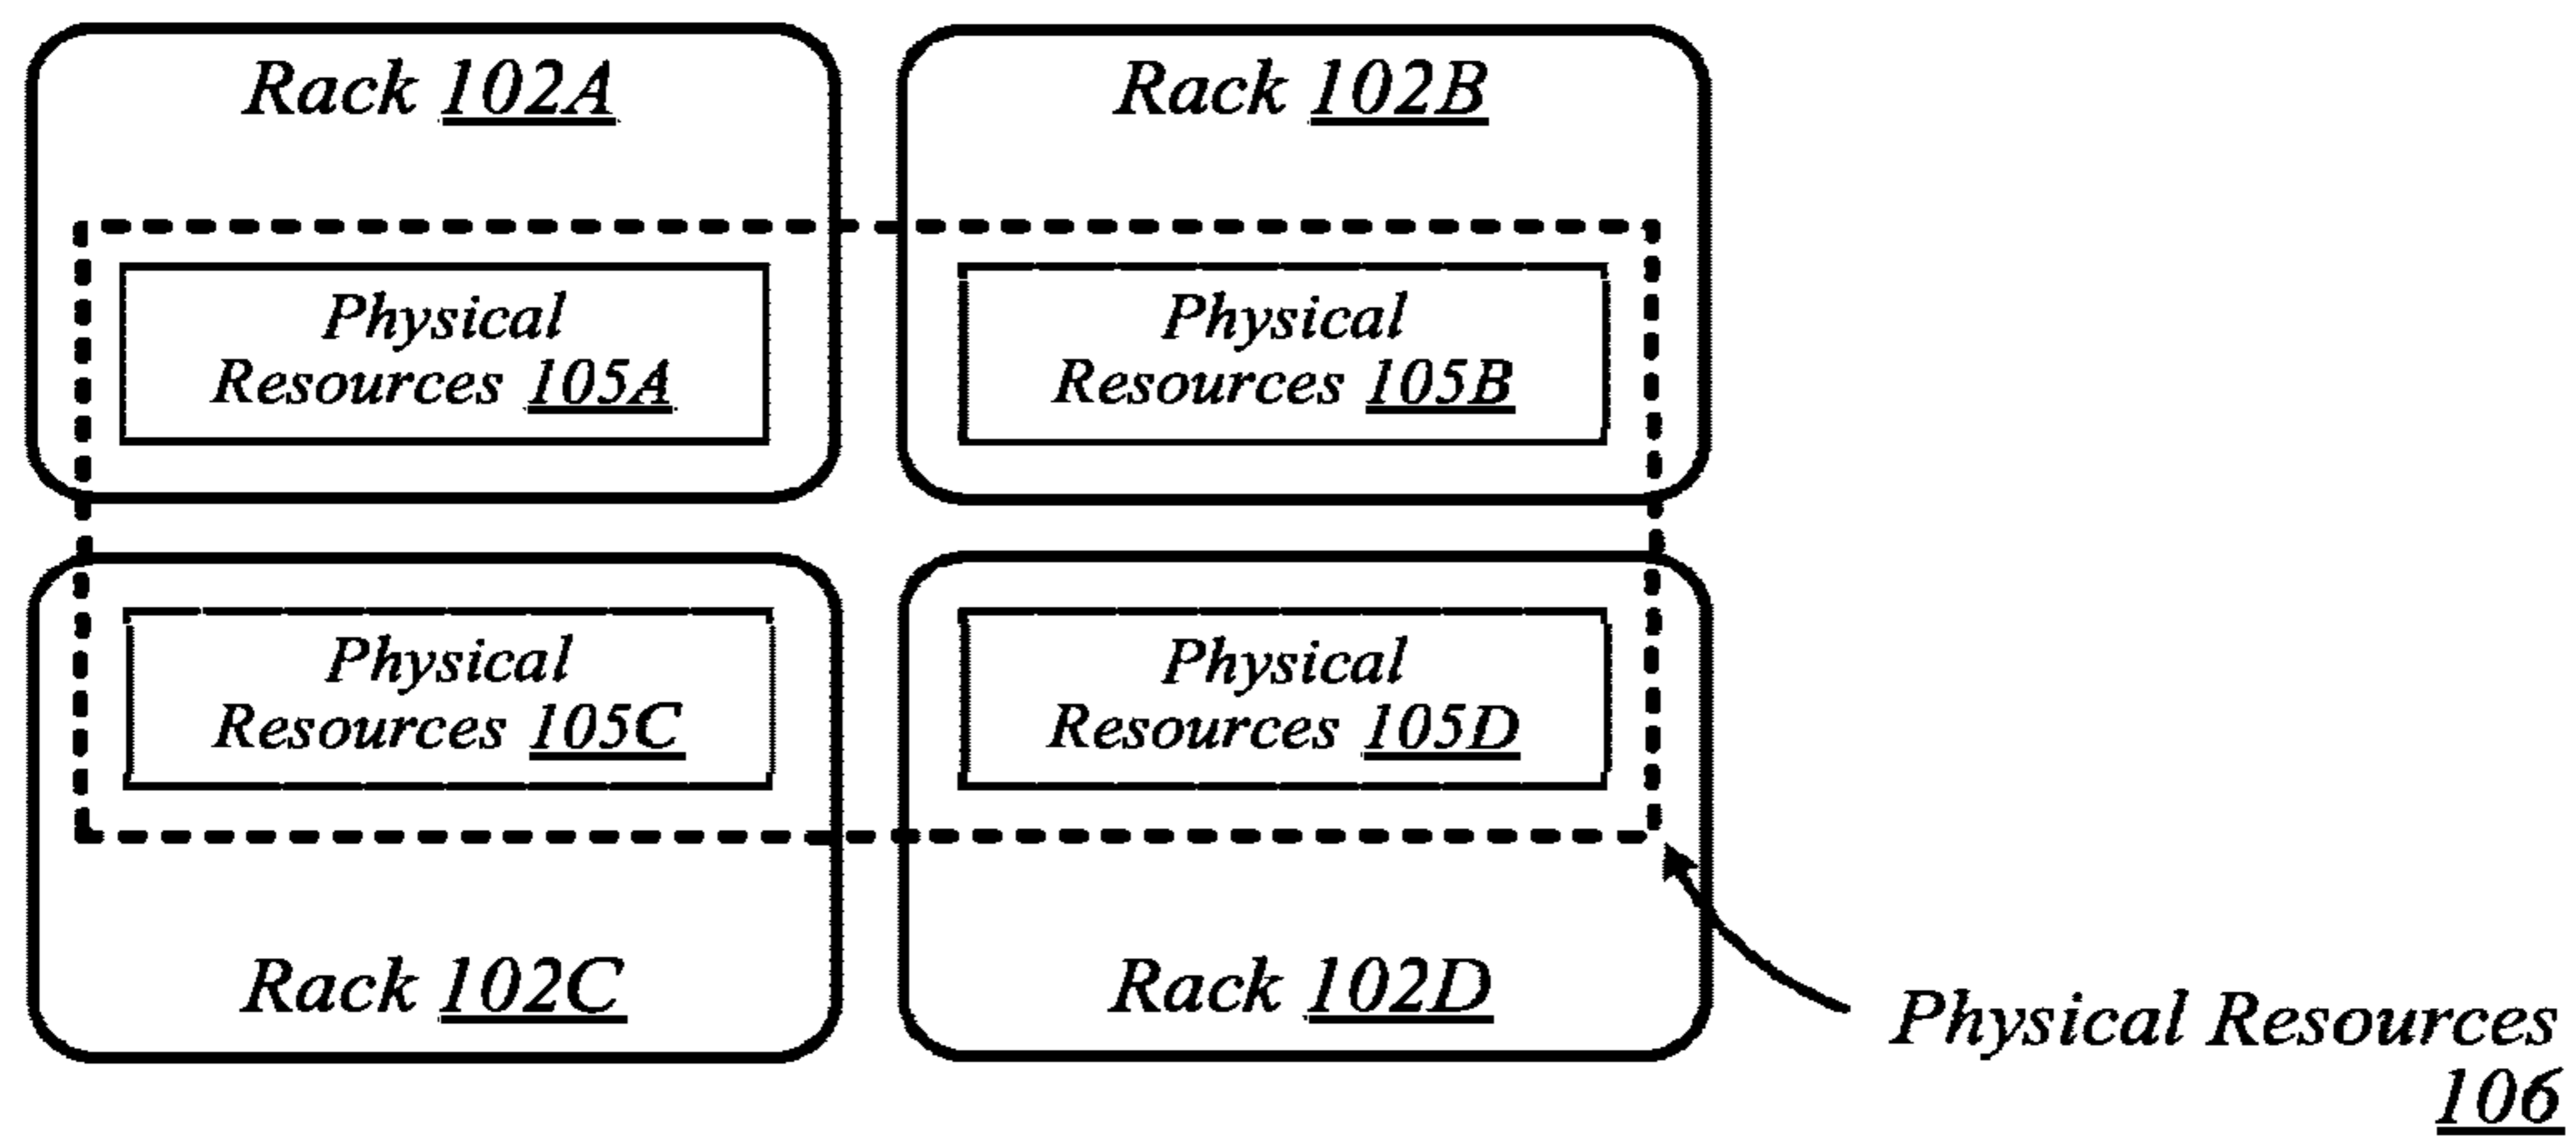 Rack 102A
Rack 102B
Physical
Resources 105A
Physical
Resources 105B
Physical
Resources 105C
Physical
Resources 105D
Rack 102C
Rack 102D
Physical Resources
106